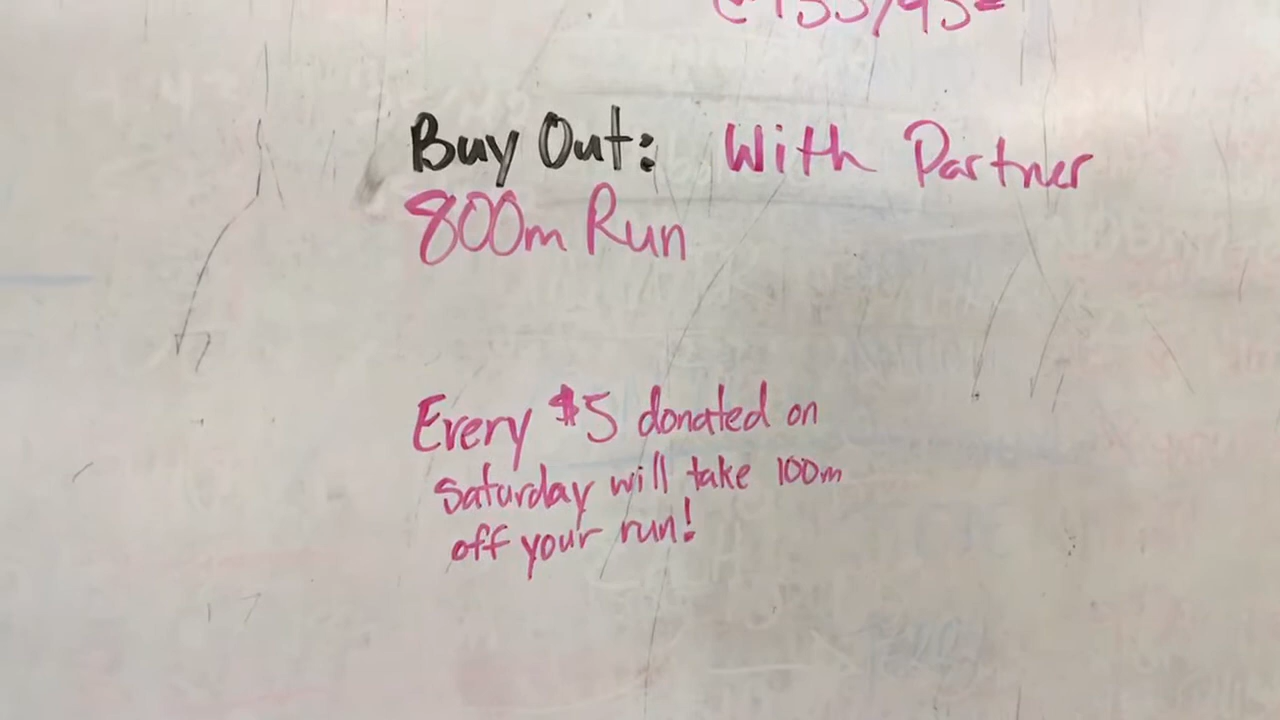 Buy Out: With Partner
800m Run
Every $5 donated on
saturday will take 100m
off your run!